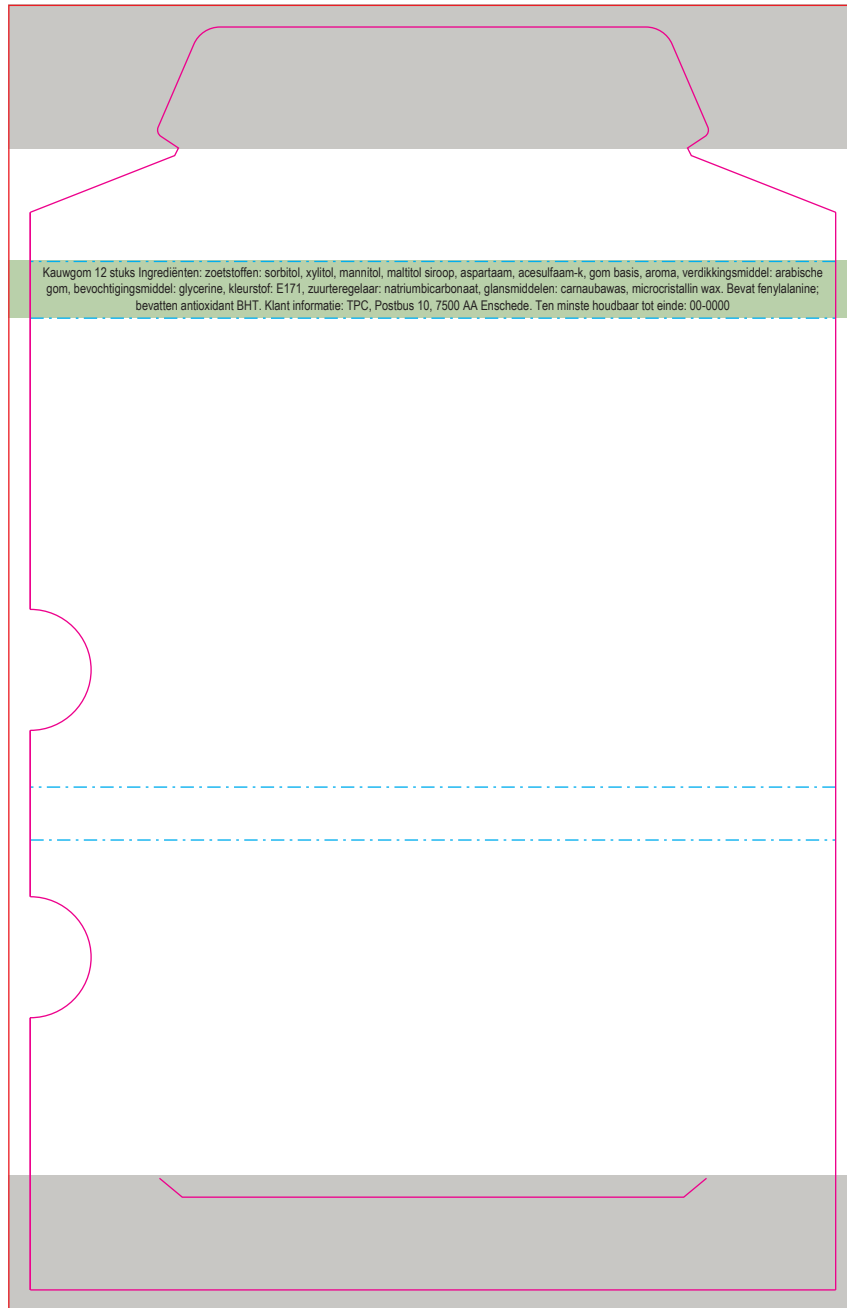 Kauwgom 12 stuks Ingrediënten: zoetstoffen: sorbitol, xylitol, mannitol, maltitol siroop, aspartaam, acesulfaam-k, gom basis, aroma, verdikkingsmiddel: arabische
gom, bevochtigingsmiddel: glycerine, kleurstof: E171, zuurteregelaar: natriumbicarbonaat, glansmiddelen: carnaubawas, microcristallin wax. Bevat fenylalanine;
bevatten antioxidant BHT. Klant informatie: TPC, Postbus 10, 7500 AA Enschede. Ten minste houdbaar tot einde: 00-0000